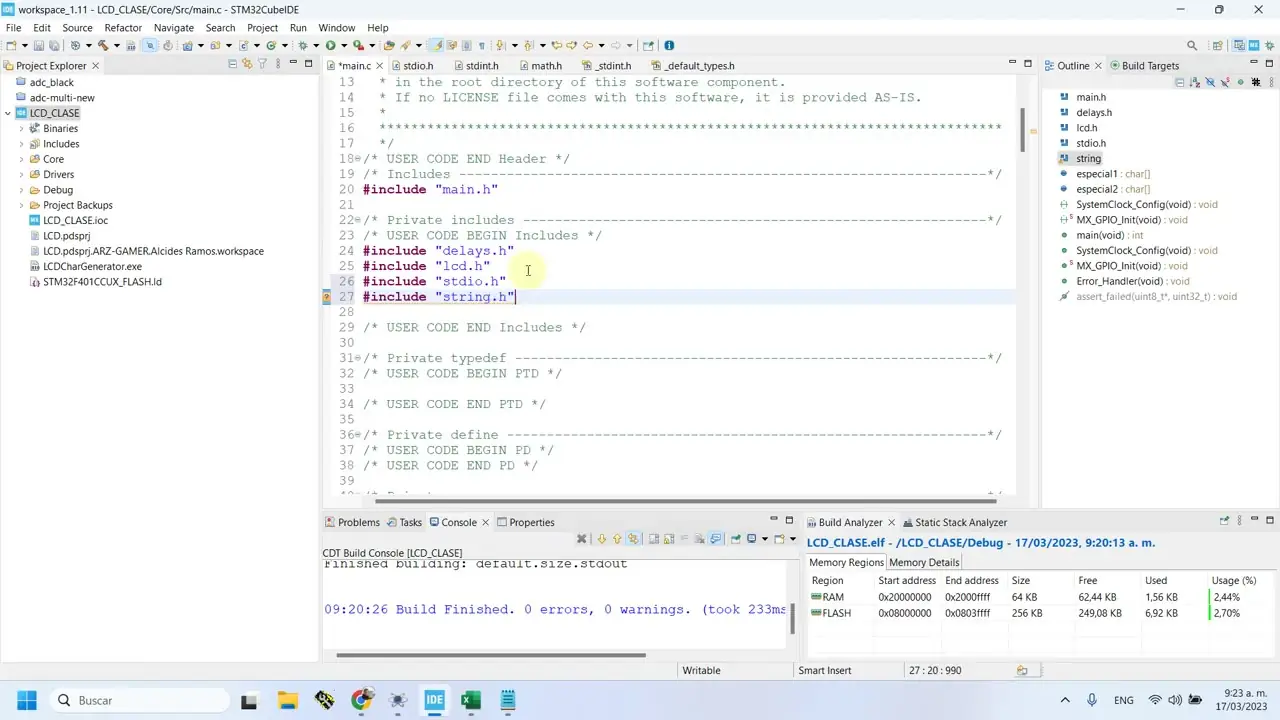 workspace_1.11 - LCD_CLASE/Core/Src/main.c - STM32CubeIDE
File Edit Source Refactor Navigate Search Project Run Window Help
Project Explorer
adc_black
adc-multi-new
LCD_CLASE
Binaries
Includes
Core
Drivers
Debug
Project Backups
LCD_CLASE.ioc
LCD.pdsprj
LCD.pdsprj.ARZ-GAMER.Alcides Ramos.workspace
LCDCharGenerator.exe
STM32F401CCUX_FLASH.ld
*main.c stdio.h stdint.h math.h _stdint.h _default_types.h
13 * in the root directory of this software component.
14 * If no LICENSE file comes with this software, it is provided AS-IS.
15 *
16 ******************************************************************************
17 */
18 /* USER CODE END Header */
19 /* Includes ------------------------------------------------------------------*/
20 #include "main.h"
21
22 /* Private includes ----------------------------------------------------------*/
23 /* USER CODE BEGIN Includes */
24 #include "delays.h"
25 #include "lcd.h"
26 #include "stdio.h"
27 #include "string.h"
28
29 /* USER CODE END Includes */
30
31 /* Private typedef -----------------------------------------------------------*/
32 /* USER CODE BEGIN PTD */
33
34 /* USER CODE END PTD */
35
36 /* Private define ------------------------------------------------------------*/
37 /* USER CODE BEGIN PD */
38 /* USER CODE END PD */
39
Outline Build Targets
main.h
delays.h
lcd.h
stdio.h
string
especial1 : char[]
especial2 : char[]
SystemClock_Config(void) : void
MX_GPIO_Init(void) : void
main(void) : int
SystemClock_Config(void) : void
MX_GPIO_Init(void) : void
Error_Handler(void) : void
assert_failed(uint8_t*, uint32_t) : void
Problems Tasks Console Properties
CDT Build Console [LCD_CLASE]
Finished building: default.size.stdout
09:20:26 Build Finished. 0 errors, 0 warnings. (took 233ms
Build Analyzer Static Stack Analyzer
LCD_CLASE.elf - /LCD_CLASE/Debug - 17/03/2023, 9:20:13 a. m.
Memory Regions Memory Details
Region Start address End address Size Free Used Usage (%)
RAM 0x20000000 0x2000ffff 64 KB 62,44 KB 1,56 KB 2,44%
FLASH 0x08000000 0x0803ffff 256 KB 249,08 KB 6,92 KB 2,70%
Writable Smart Insert 27 : 20 : 990
IDE
Buscar
ENG
9:23 a. m.
17/03/2023